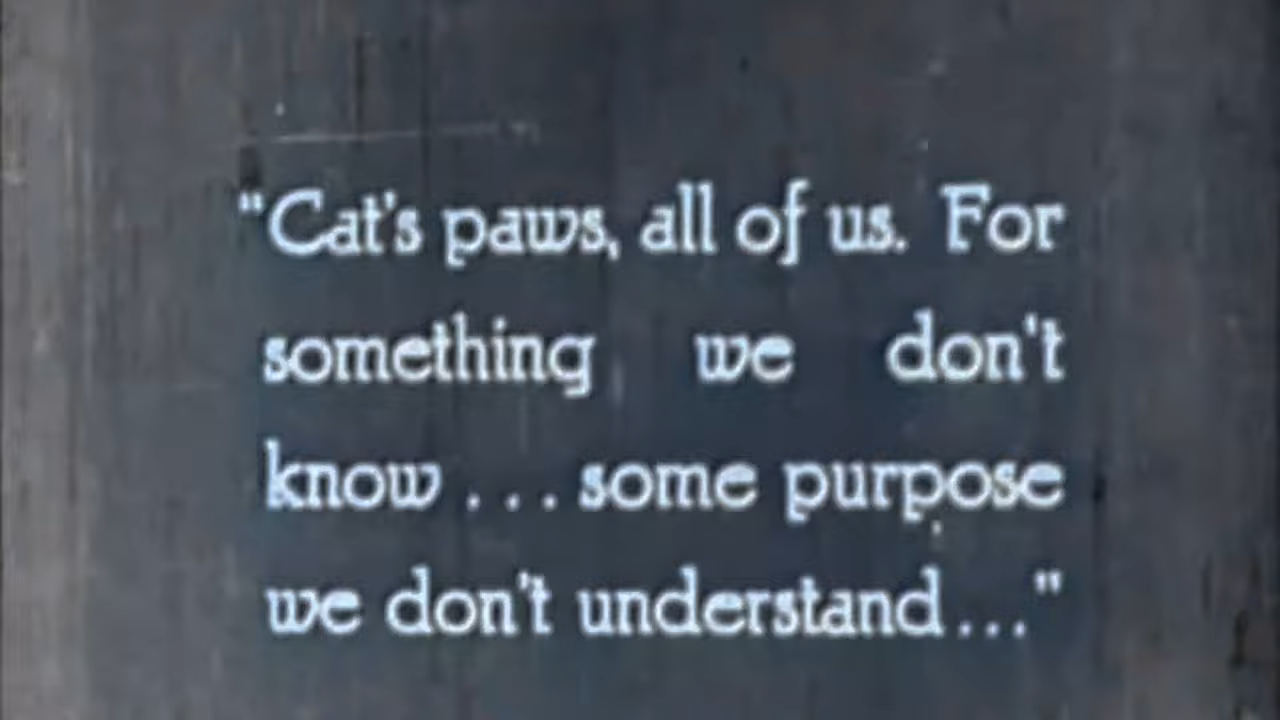 "Cat's paws, all of us. For
something we don't
know . . . some purpose
we don't understand . . . "